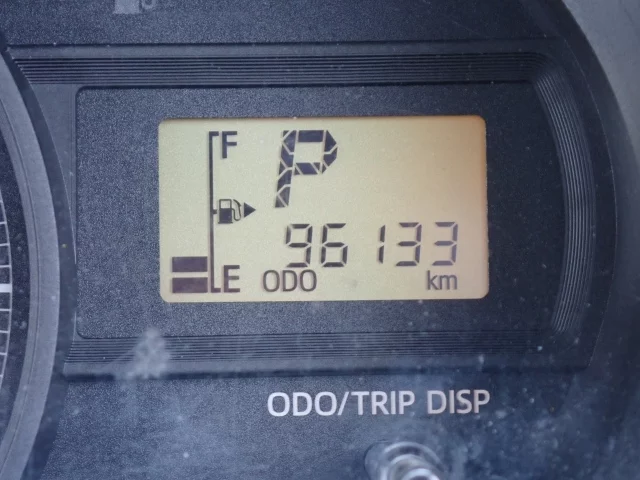 F
P
96133
E ODO km
ODO/TRIP DISP